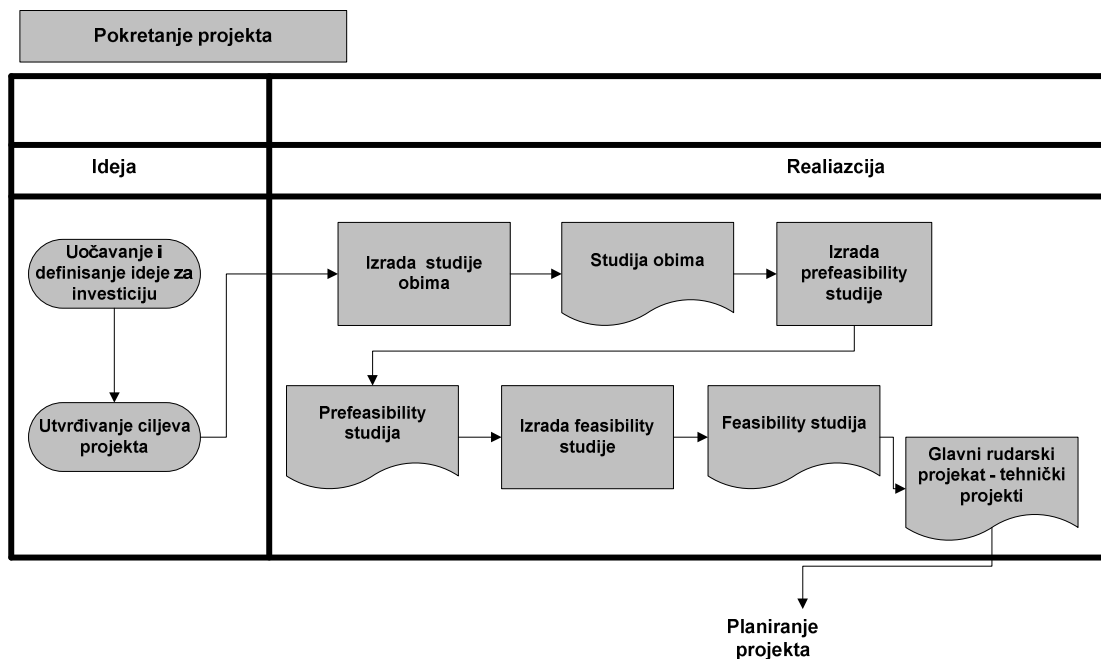 Pokretanje projekta
Ideja
Realiazcija
Uočavanje i
definisanje ideje za
investiciju
Utvrđivanje ciljeva
projekta
Izrada studije
obima
Studija obima
Izrada
prefeasibility
studije
Prefeasibility
studija
Izrada feasibility
studije
Feasibility studija
Glavni rudarski
projekat - tehnički
projekti
Planiranje
projekta